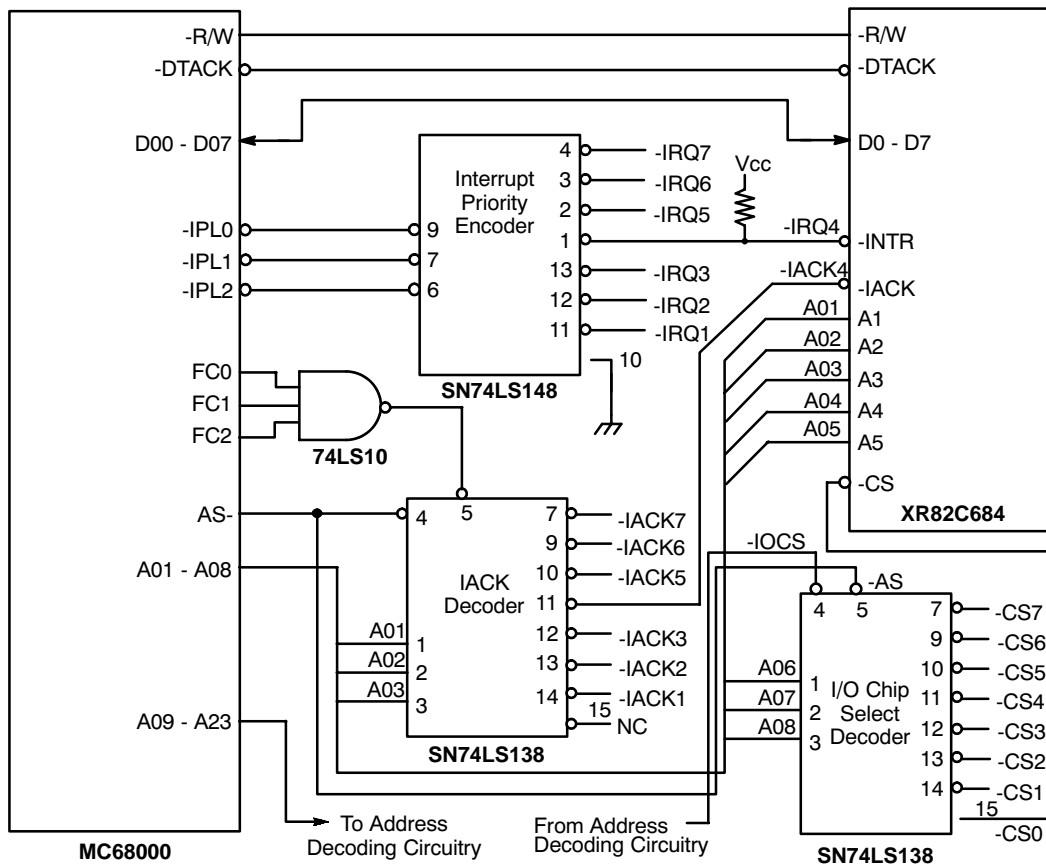 -R/W
-DTACK
D00 - D07
-IPL0
-IPL1
-IPL2
FC0
FC1
FC2
AS-
A01 - A08
A09 - A23
MC68000
74LS10
Interrupt
Priority
Encoder
9
7
6
4
3
2
1
13
12
11
10
-IRQ7
-IRQ6
-IRQ5
-IRQ4
-IRQ3
-IRQ2
-IRQ1
SN74LS148
Vcc
IACK
Decoder
4
5
A01
A02
A03
1
2
3
7
9
10
11
12
13
14
15
-IACK7
-IACK6
-IACK5
-IACK3
-IACK2
-IACK1
NC
SN74LS138
-IACK4
A01
A02
A03
A04
A05
-R/W
-DTACK
D0 - D7
-INTR
-IACK
A1
A2
A3
A4
A5
-CS
XR82C684
-IOCS
-AS
4
5
A06
A07
A08
1
2
3
I/O Chip
Select
Decoder
7
9
10
11
12
13
14
15
-CS7
-CS6
-CS5
-CS4
-CS3
-CS2
-CS1
-CS0
SN74LS138
To Address
Decoding Circuitry
From Address
Decoding Circuitry